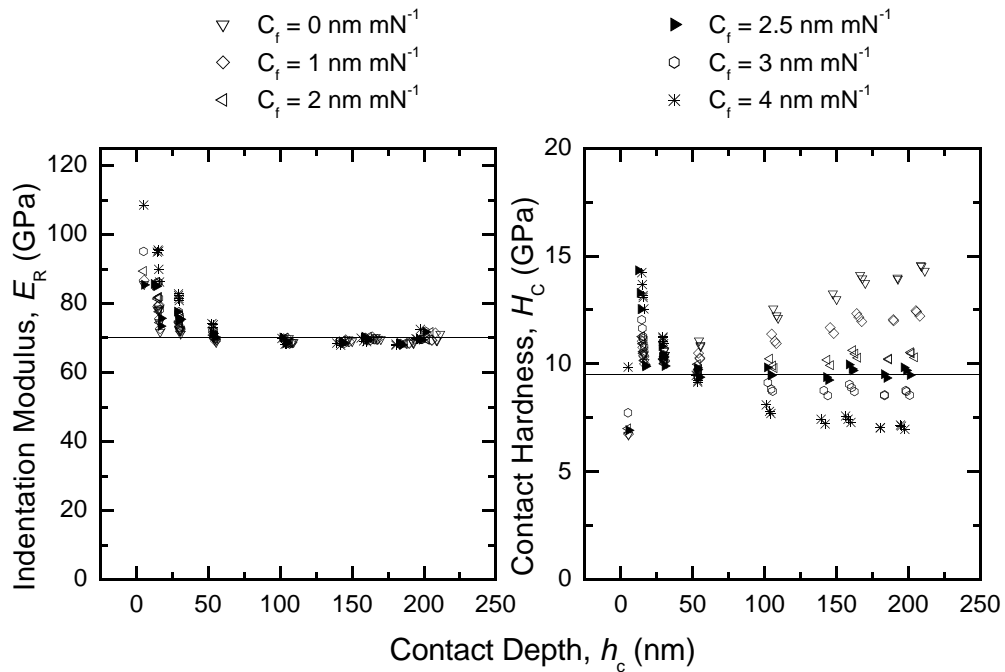 C_f = 0 nm mN⁻¹
C_f = 1 nm mN⁻¹
C_f = 2 nm mN⁻¹
C_f = 2.5 nm mN⁻¹
C_f = 3 nm mN⁻¹
C_f = 4 nm mN⁻¹
Indentation Modulus, E_R (GPa)
120
100
80
60
40
20
0
0 50 100 150 200 250
Contact Hardness, H_C (GPa)
20
15
10
5
0
0 50 100 150 200 250
Contact Depth, h_c (nm)